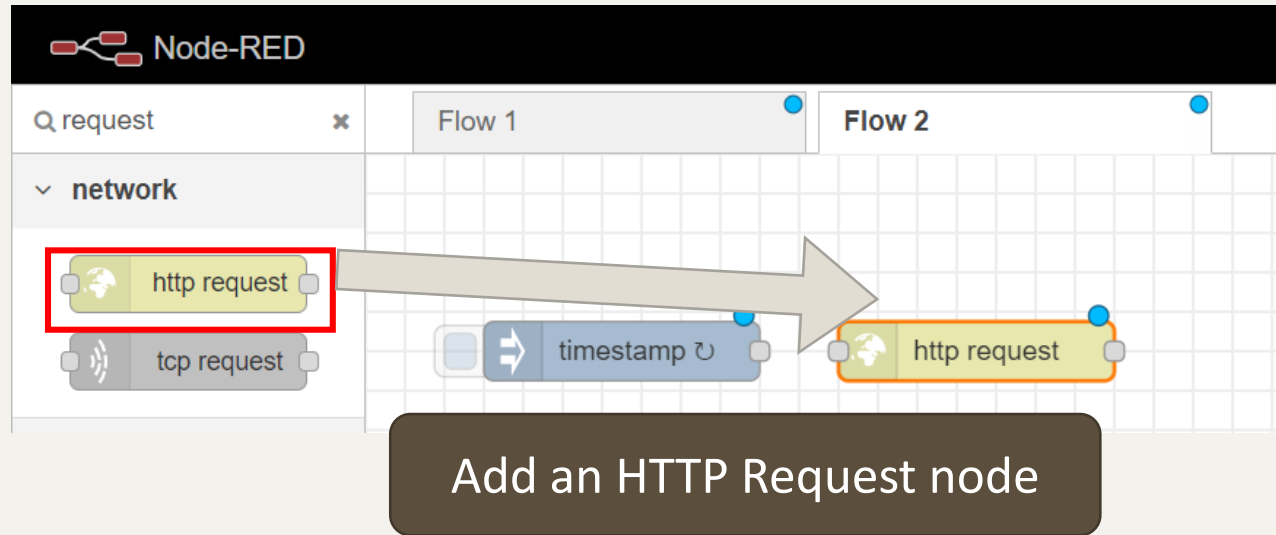 Node-RED
request
Flow 1
Flow 2
network
http request
tcp request
timestamp ↻
http request
Add an HTTP Request node